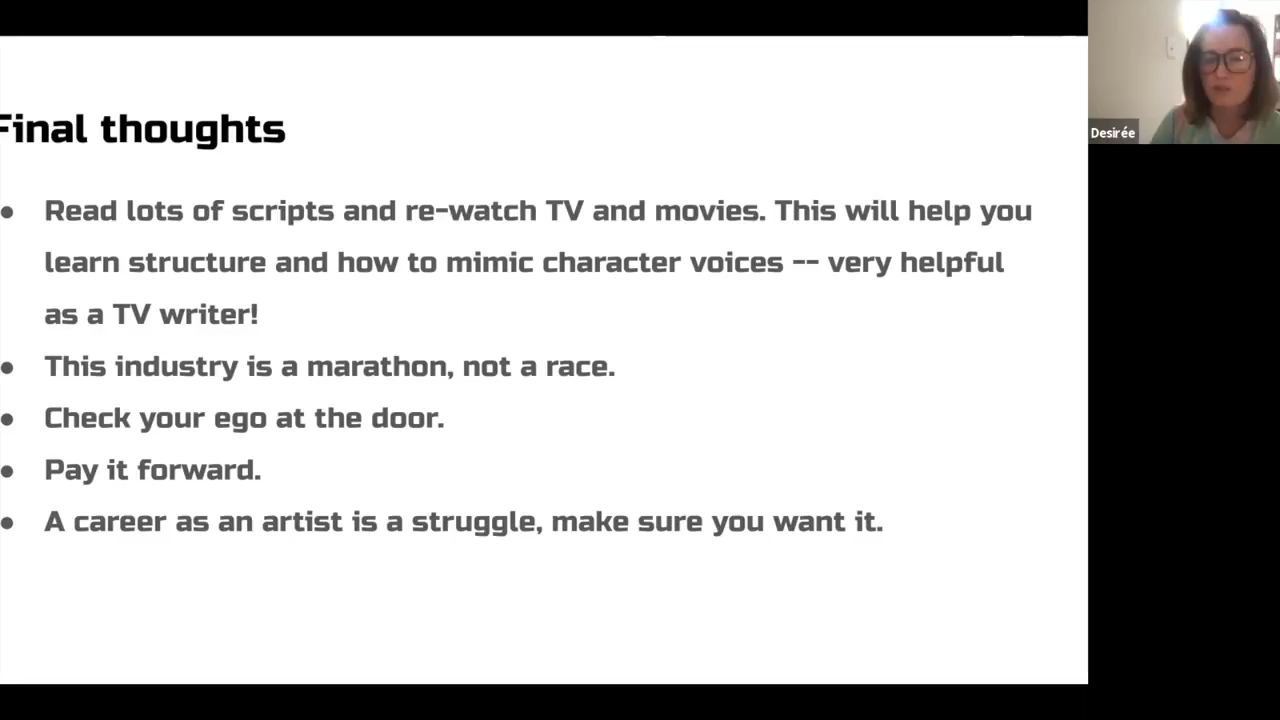 Final thoughts
● Read lots of scripts and re-watch TV and movies. This will help you
learn structure and how to mimic character voices -- very helpful
as a TV writer!
● This industry is a marathon, not a race.
● Check your ego at the door.
● Pay it forward.
● A career as an artist is a struggle, make sure you want it.
Desirée